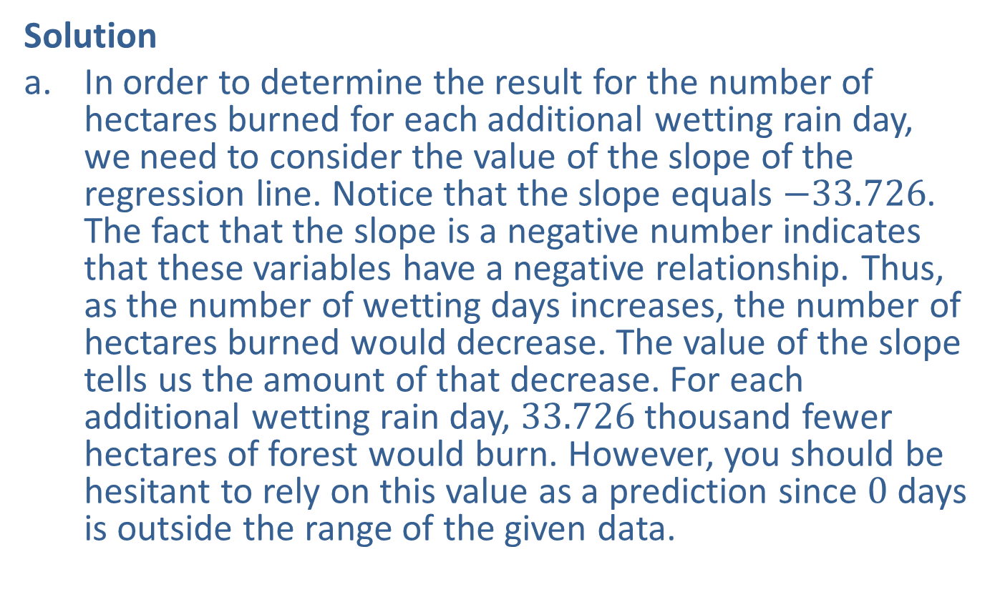 Solution
a. In order to determine the result for the number of
hectares burned for each additional wetting rain day,
we need to consider the value of the slope of the
regression line. Notice that the slope equals −33.726.
The fact that the slope is a negative number indicates
that these variables have a negative relationship. Thus,
as the number of wetting days increases, the number of
hectares burned would decrease. The value of the slope
tells us the amount of that decrease. For each
additional wetting rain day, 33.726 thousand fewer
hectares of forest would burn. However, you should be
hesitant to rely on this value as a prediction since 0 days
is outside the range of the given data.